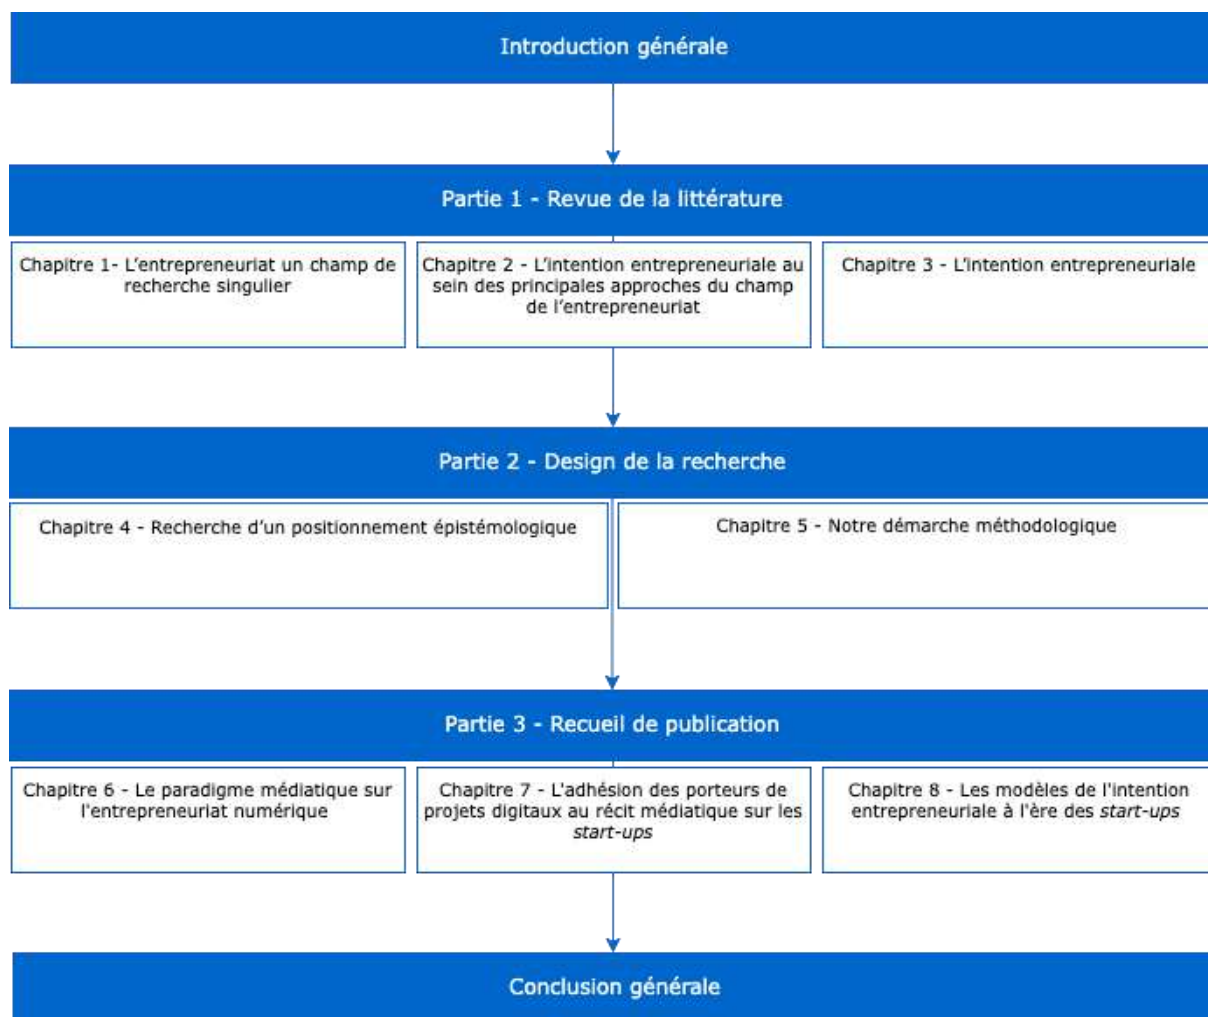 Introduction générale
Partie 1 - Revue de la littérature
Chapitre 1- L’entrepreneuriat un champ de
recherche singulier
Chapitre 2 - L’intention entrepreneuriale au
sein des principales approches du champ
de l’entrepreneuriat
Chapitre 3 - L’intention entrepreneuriale
Partie 2 - Design de la recherche
Chapitre 4 - Recherche d’un positionnement épistémologique
Chapitre 5 - Notre démarche méthodologique
Partie 3 - Recueil de publication
Chapitre 6 - Le paradigme médiatique sur
l'entrepreneuriat numérique
Chapitre 7 - L'adhésion des porteurs de
projets digitaux au récit médiatique sur les
start-ups
Chapitre 8 - Les modèles de l'intention
entrepreneuriale à l'ère des start-ups
Conclusion générale